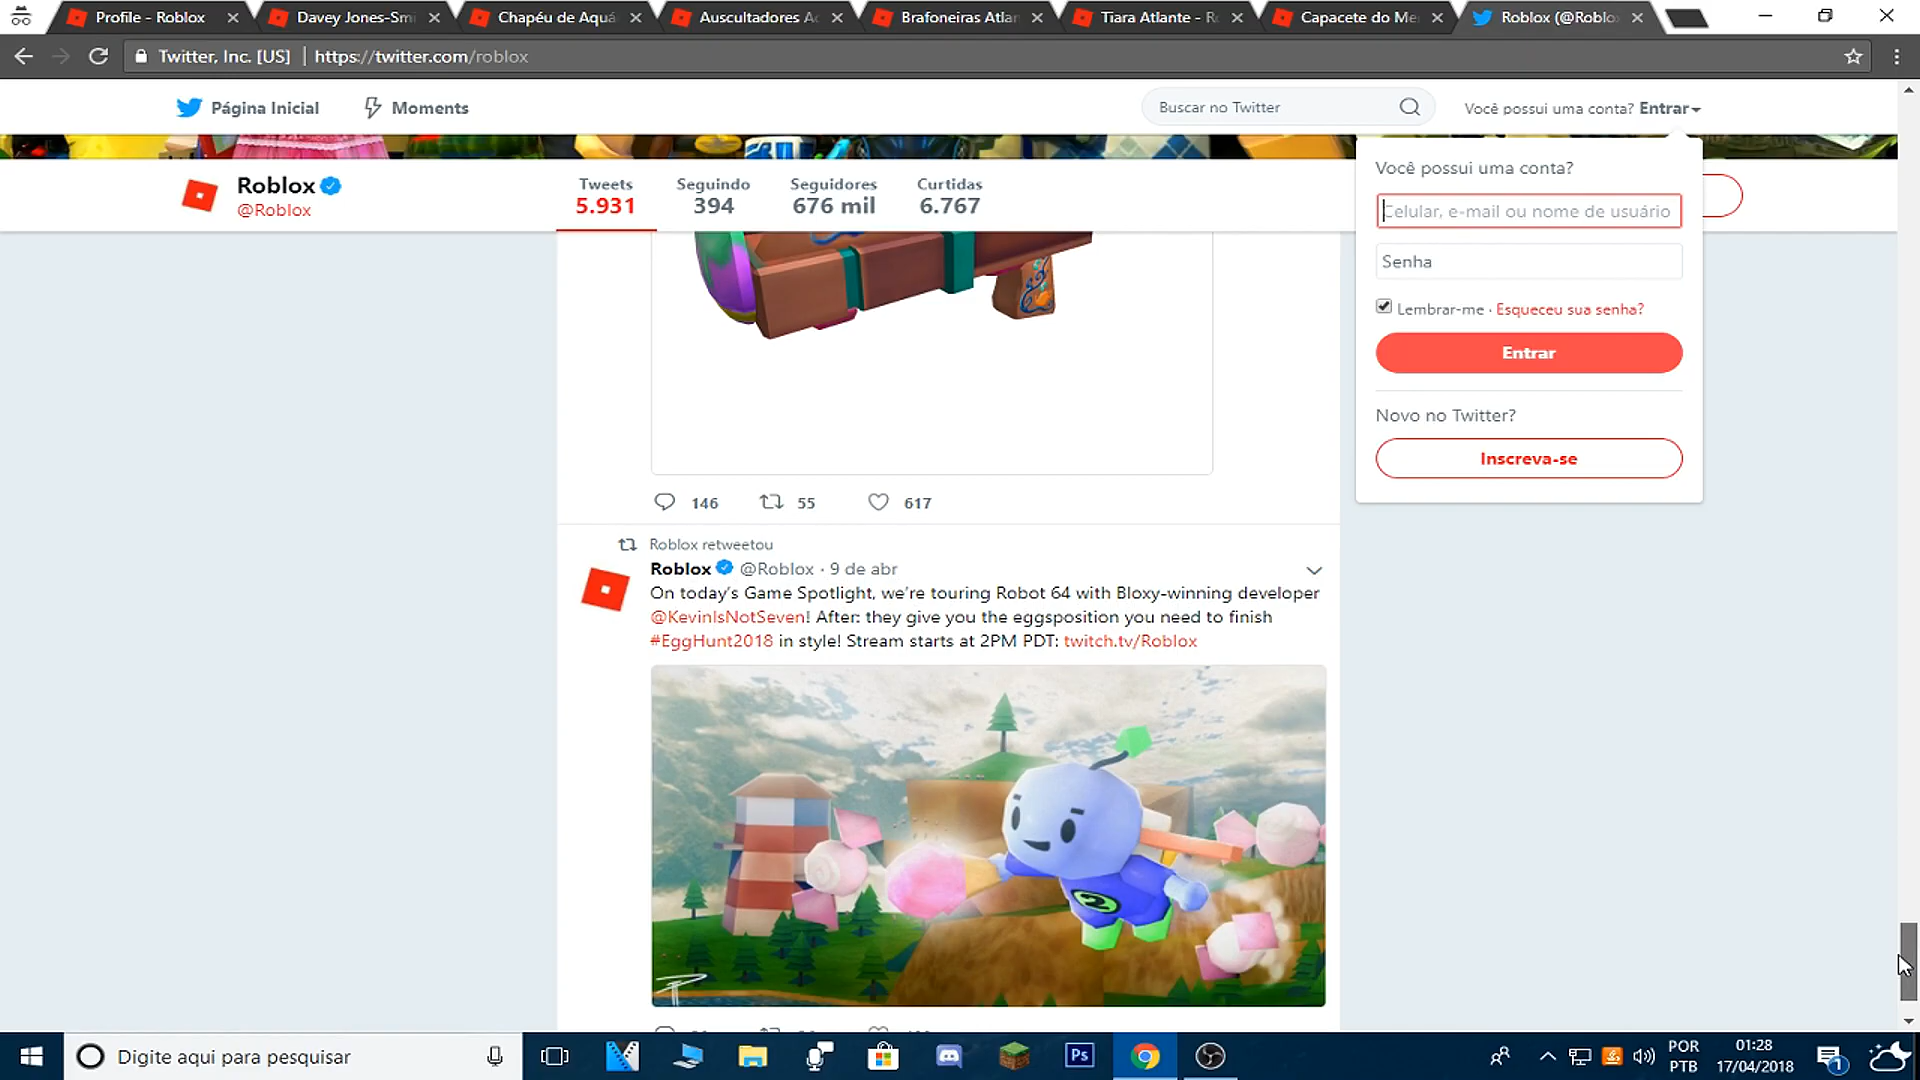 Profile - Roblox
Davey Jones-Smi
Chapéu de Aquá
Auscultadores A
Brafoneiras Atlan
Tiara Atlante - R
Capacete do Me
Roblox (@Roblo
Twitter, Inc. [US]
https://twitter.com/roblox
Página Inicial
Moments
Buscar no Twitter
Você possui uma conta? Entrar
Roblox
@Roblox
Tweets
5.931
Seguindo
394
Seguidores
676 mil
Curtidas
6.767
Você possui uma conta?
Celular, e-mail ou nome de usuário
Senha
Lembrar-me · Esqueceu sua senha?
Entrar
Novo no Twitter?
Inscreva-se
146
55
617
Roblox retweetou
Roblox @Roblox · 9 de abr
On today's Game Spotlight, we're touring Robot 64 with Bloxy-winning developer
@KevinIsNotSeven! After: they give you the eggsposition you need to finish
#EggHunt2018 in style! Stream starts at 2PM PDT: twitch.tv/Roblox
2
Digite aqui para pesquisar
Ps
POR
PTB
01:28
17/04/2018
1